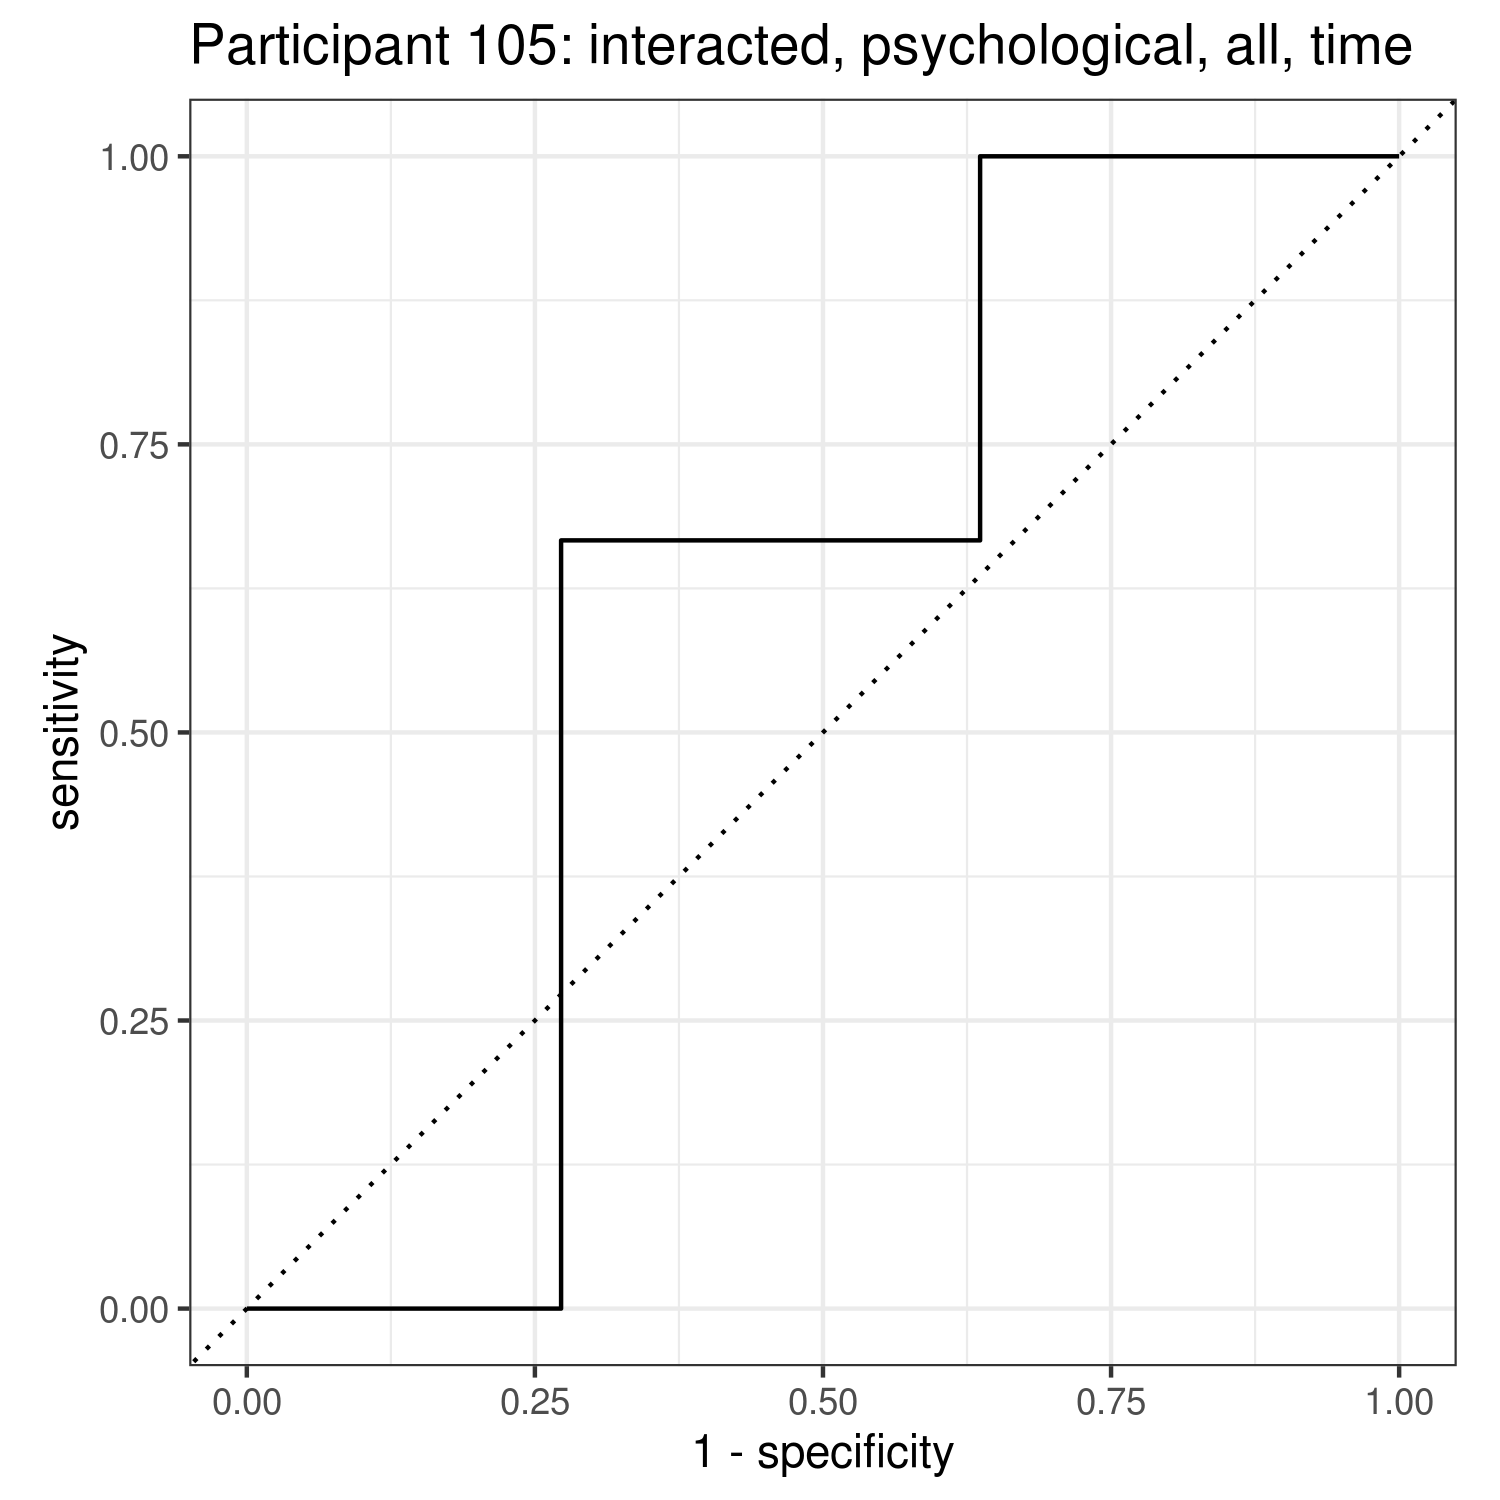 Participant 105: interacted, psychological, all, time
1.00
0.75
0.50
0.25
0.00
sensitivity
0.00 0.25 0.50 0.75 1.00
1 - specificity